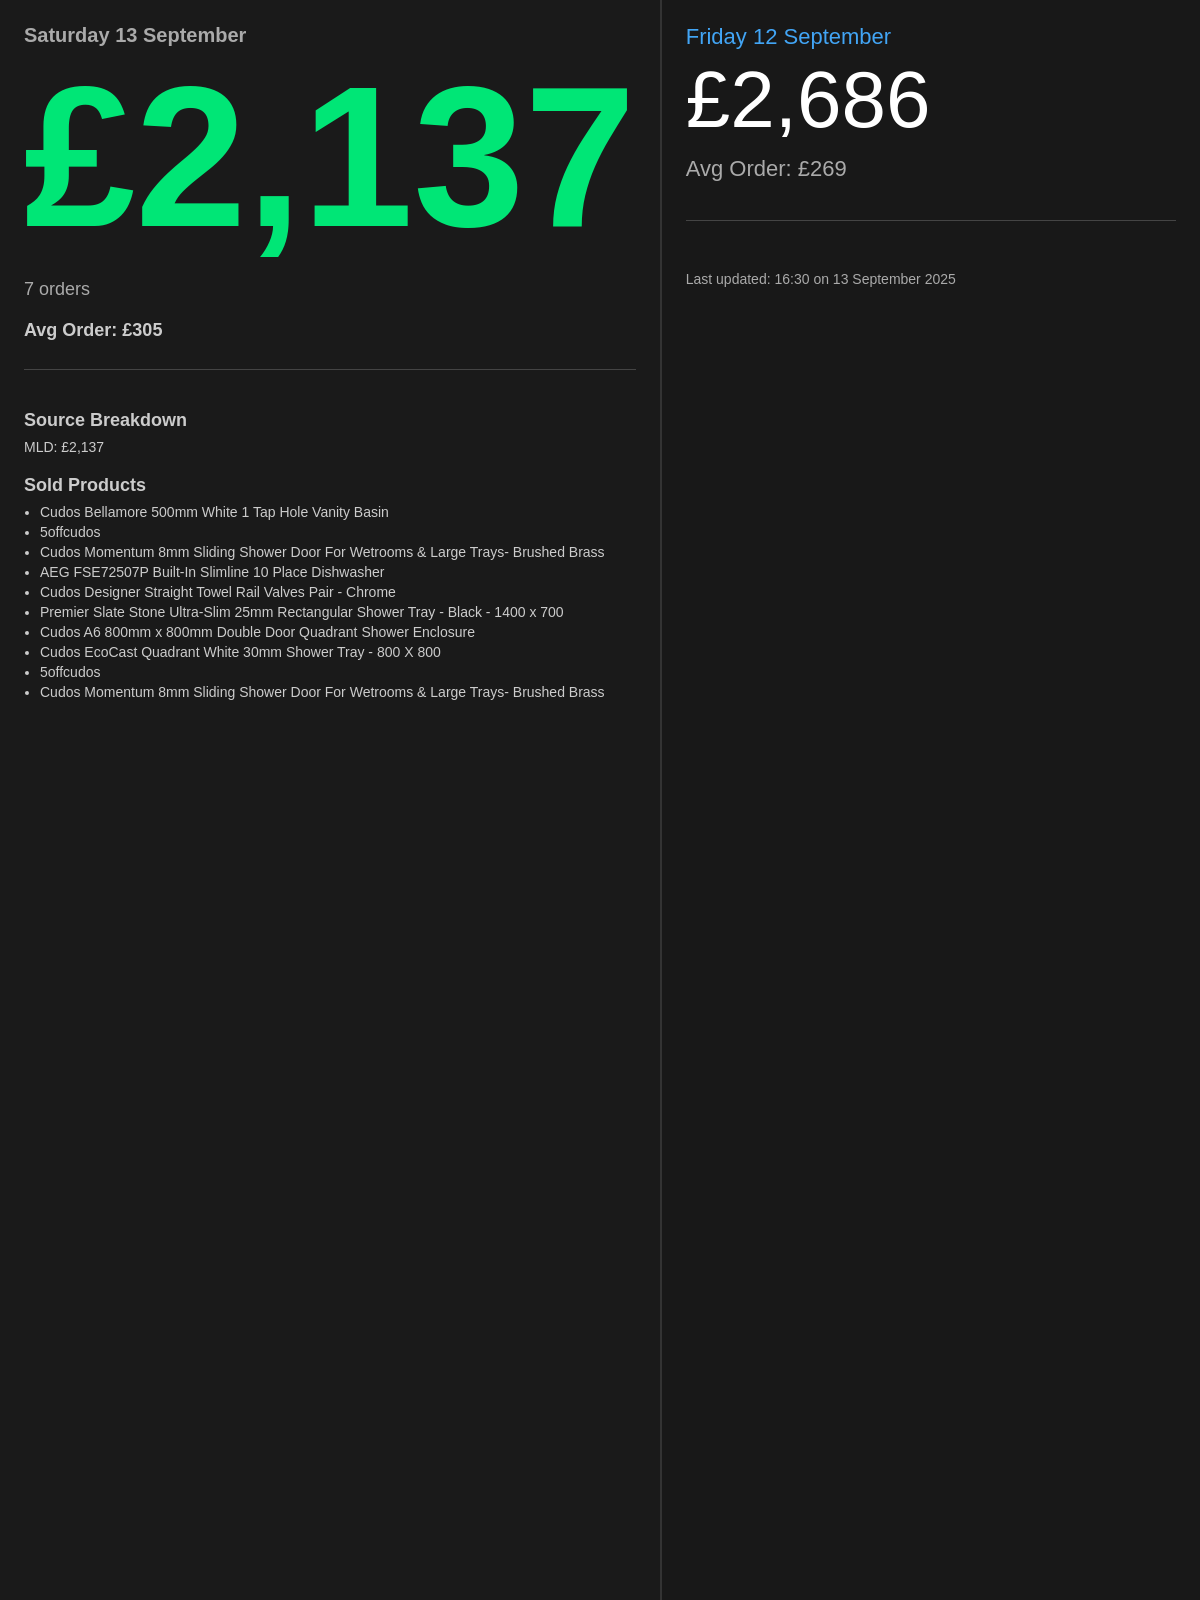 Saturday 13 September
£2,137
7 orders
Avg Order: £305
Source Breakdown
MLD: £2,137
Sold Products
• Cudos Bellamore 500mm White 1 Tap Hole Vanity Basin
• 5offcudos
• Cudos Momentum 8mm Sliding Shower Door For Wetrooms & Large Trays- Brushed Brass
• AEG FSE72507P Built-In Slimline 10 Place Dishwasher
• Cudos Designer Straight Towel Rail Valves Pair - Chrome
• Premier Slate Stone Ultra-Slim 25mm Rectangular Shower Tray - Black - 1400 x 700
• Cudos A6 800mm x 800mm Double Door Quadrant Shower Enclosure
• Cudos EcoCast Quadrant White 30mm Shower Tray - 800 X 800
• 5offcudos
• Cudos Momentum 8mm Sliding Shower Door For Wetrooms & Large Trays- Brushed Brass
Friday 12 September
£2,686
Avg Order: £269
Last updated: 16:30 on 13 September 2025